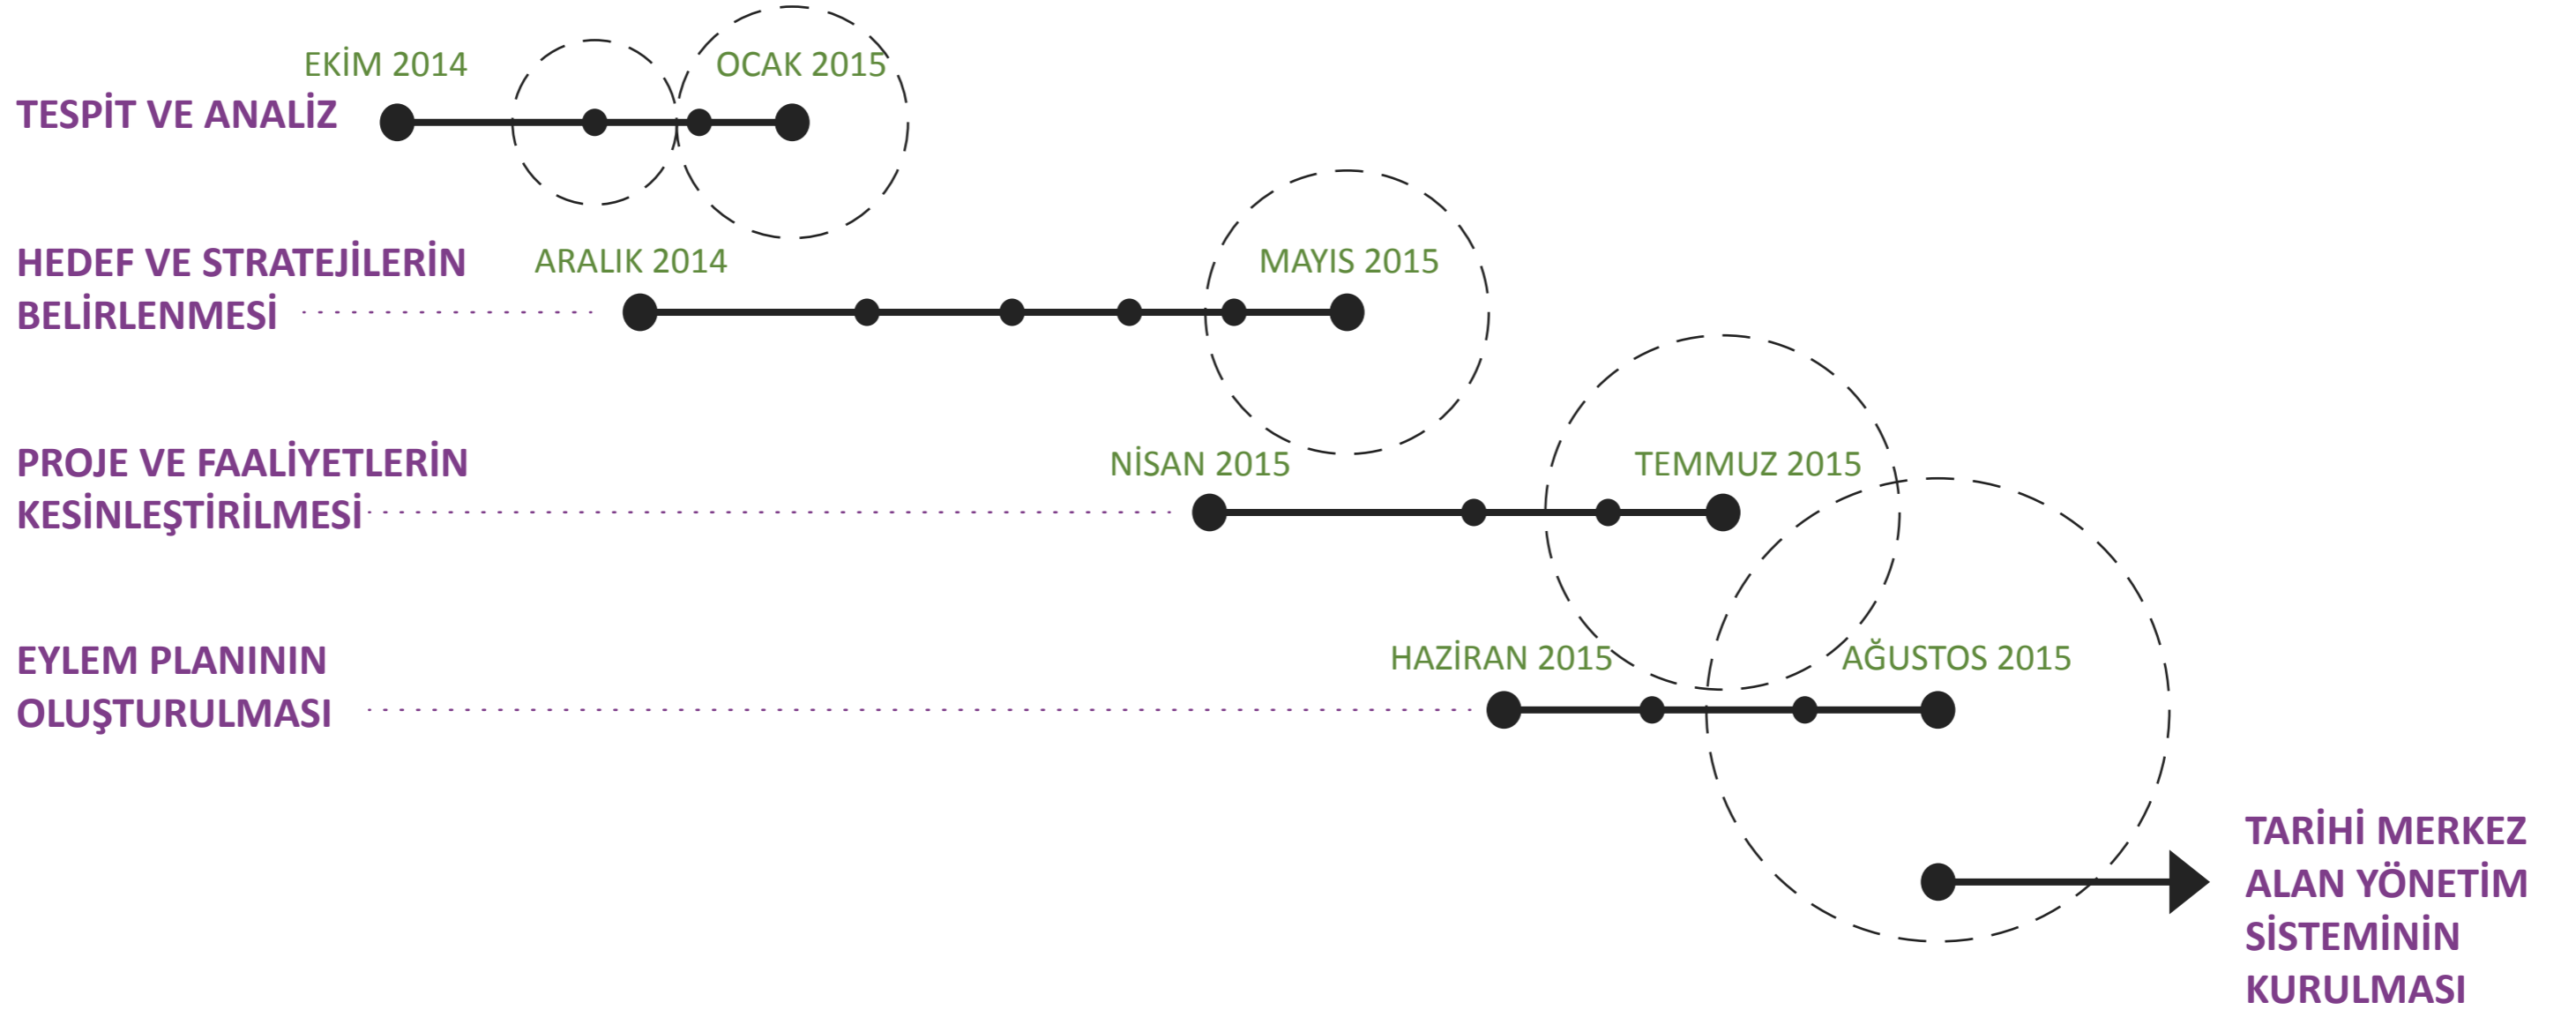 EKİM 2014
OCAK 2015
TESPİT VE ANALİZ
HEDEF VE STRATEJİLERİN
BELİRLENMESİ
ARALIK 2014
MAYIS 2015
PROJE VE FAALİYETLERİN
KESİNLEŞTİRİLMESİ
NİSAN 2015
TEMMUZ 2015
EYLEM PLANININ
OLUŞTURULMASI
HAZİRAN 2015
AĞUSTOS 2015
TARİHİ MERKEZ
ALAN YÖNETİM
SİSTEMİNİN
KURULMASI